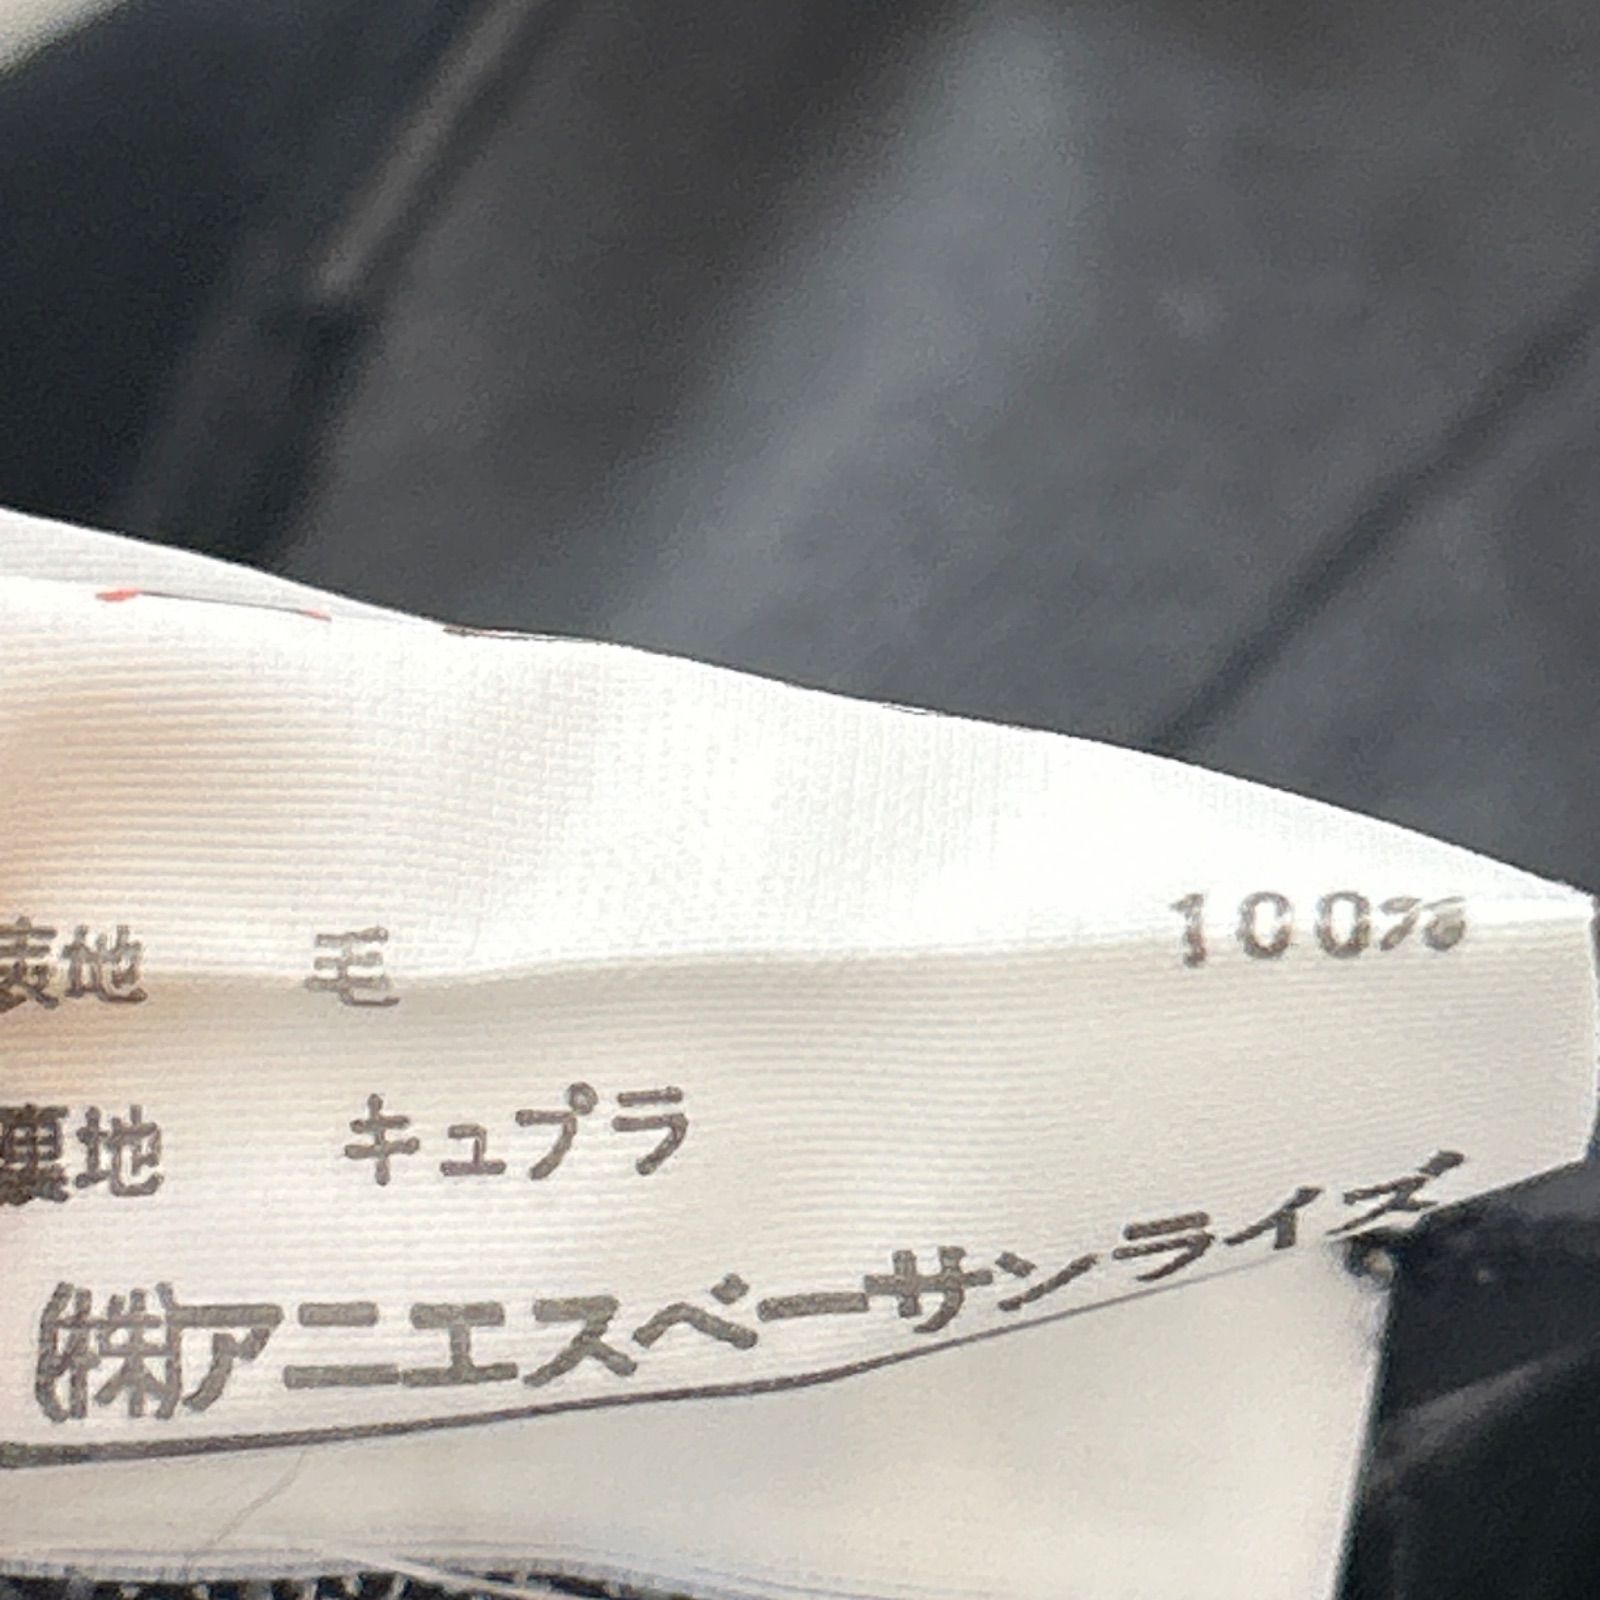 表地 毛 100%
裏地 キュプラ
(株)アニエスベーサンライズ